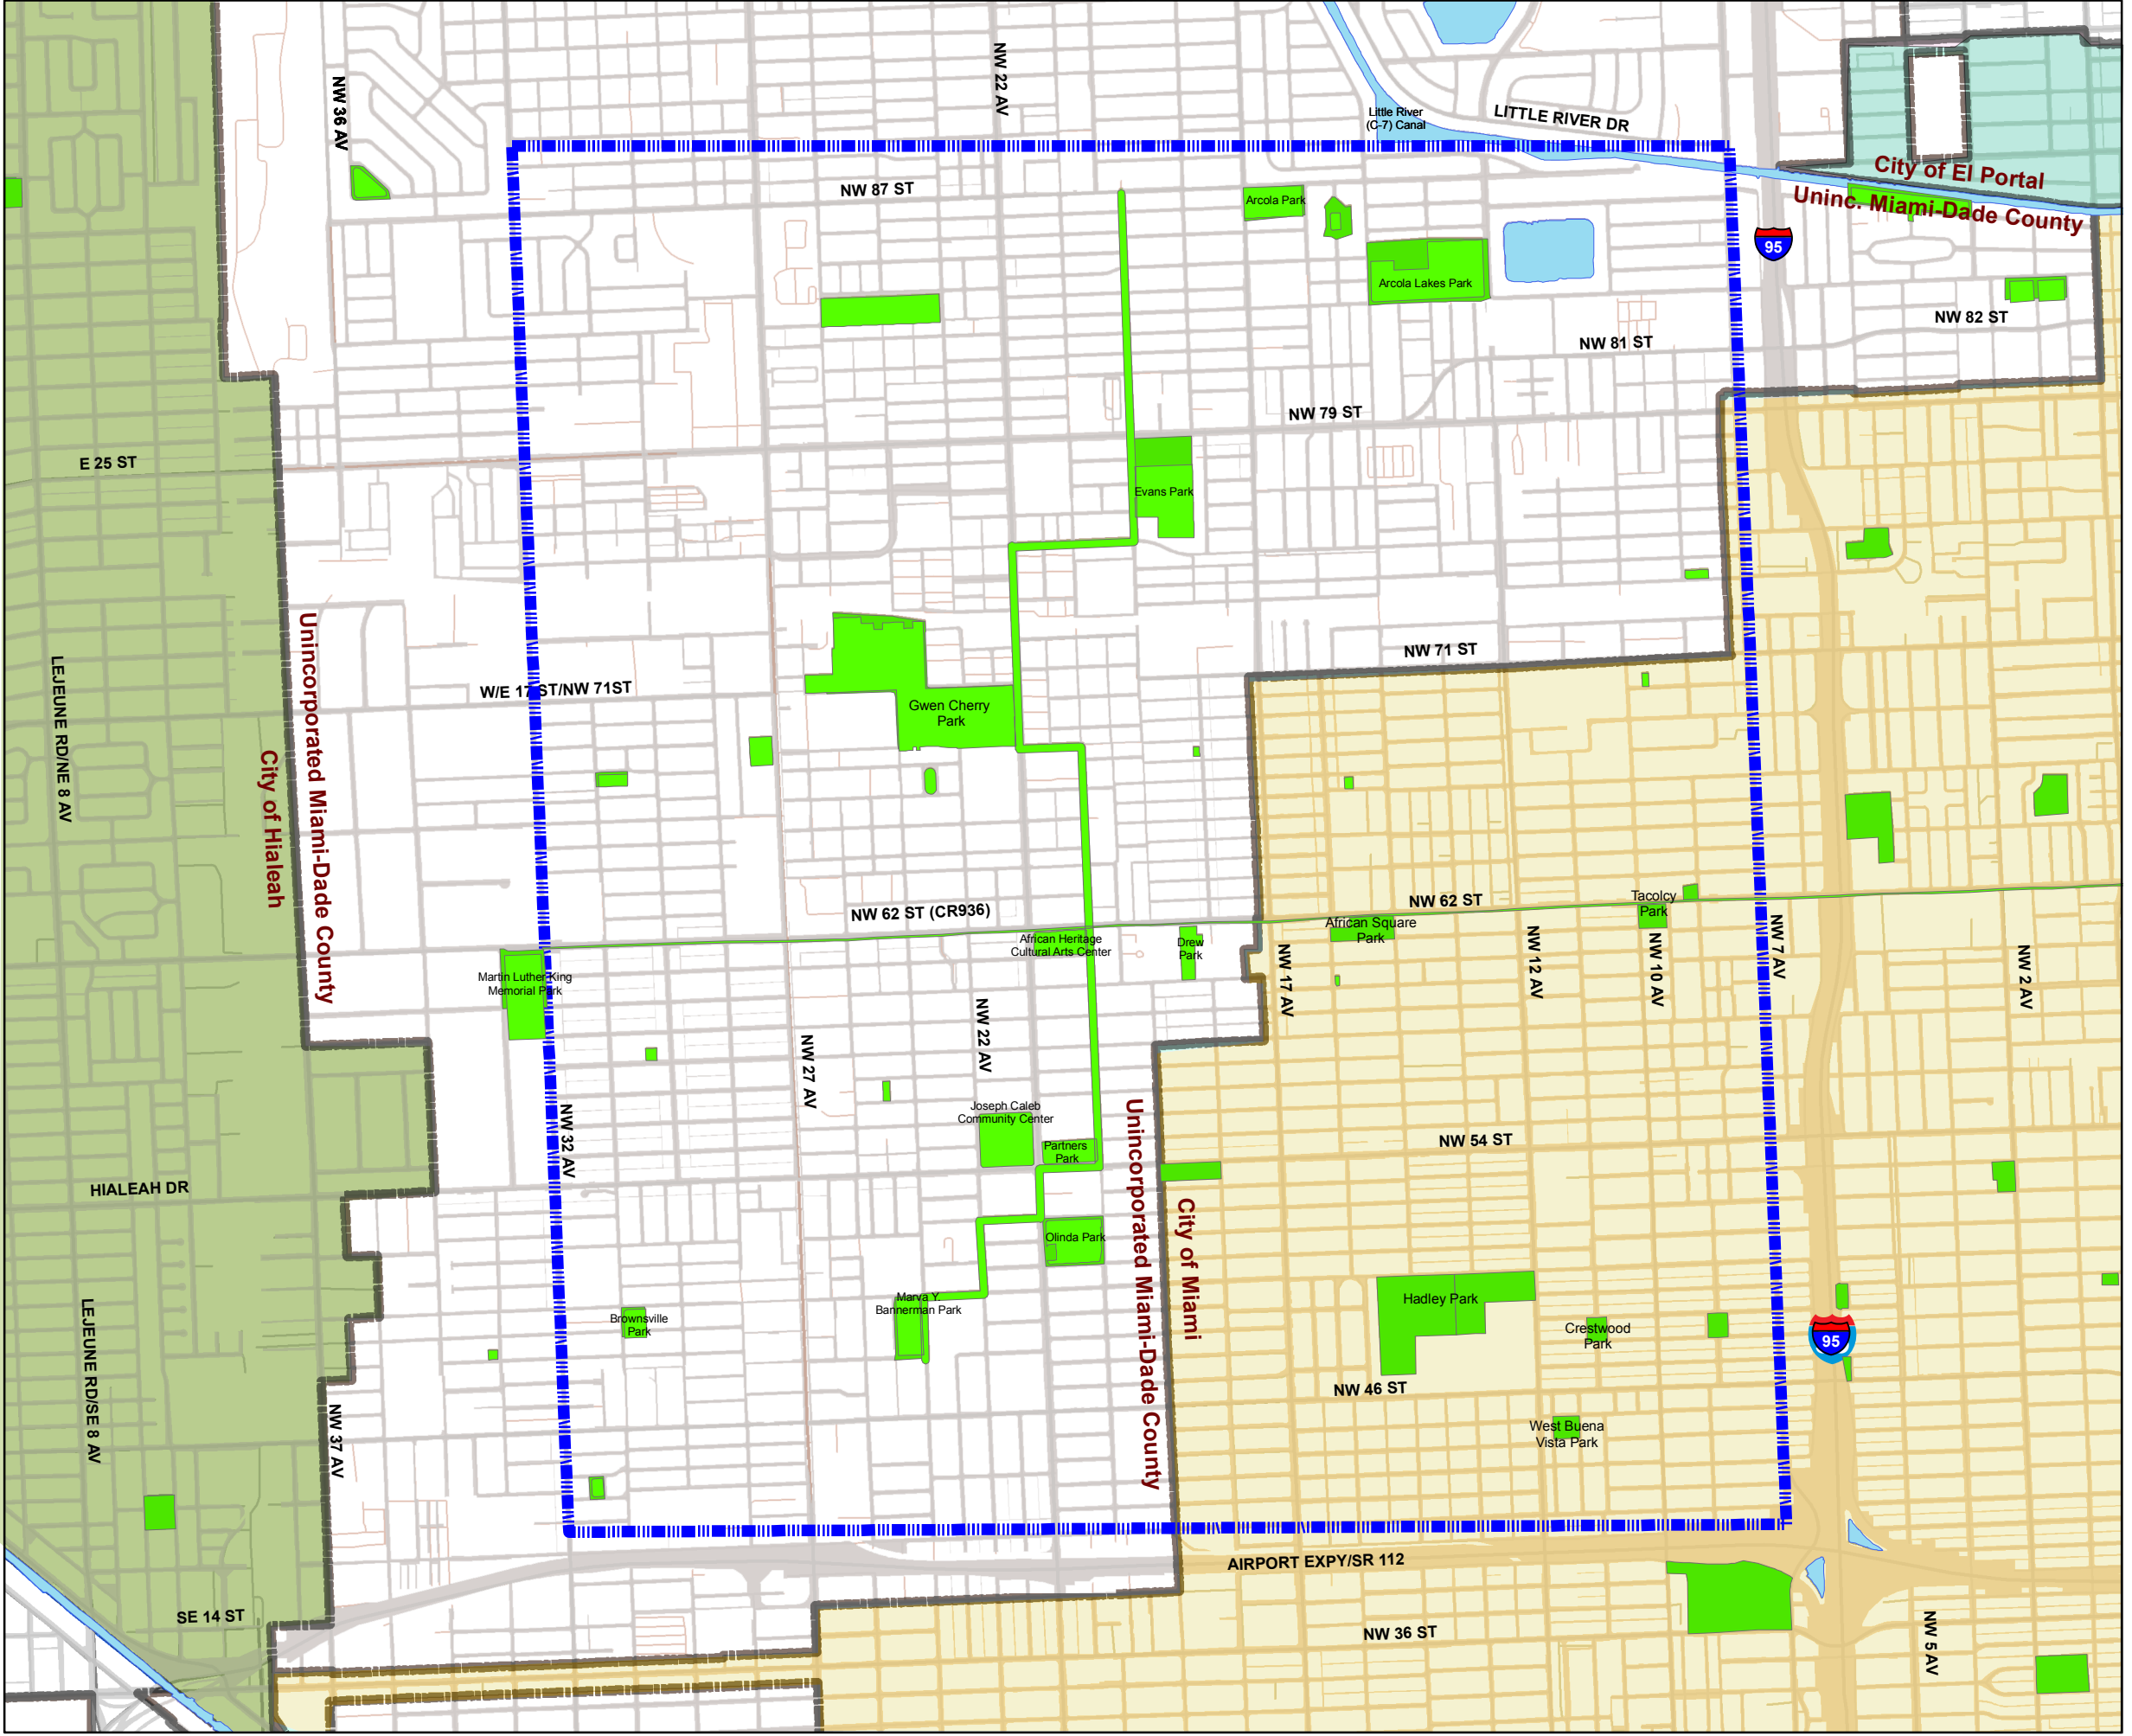 NW 36 AV
NW 22 AV
Little River
(C-7) Canal
LITTLE RIVER DR
City of El Portal
Uninc. Miami-Dade County
NW 87 ST
Arcola Park
95
Arcola Lakes Park
NW 82 ST
NW 81 ST
NW 79 ST
E 25 ST
Evans Park
LEJEUNE RD/NE 8 AV
Unincorporated Miami-Dade County
City of Hialeah
W/E 17 ST/NW 71ST
NW 71 ST
Gwen Cherry
Park
NW 62 ST (CR936)
NW 62 ST
Tacolcy
Park
African Square
Park
African Heritage
Cultural Arts Center
Drew
Park
Martin Luther King
Memorial Park
NW 17 AV
NW 12 AV
NW 10 AV
NW 7 AV
NW 2 AV
NW 22 AV
NW 27 AV
NW 32 AV
Joseph Caleb
Community Center
Partners
Park
NW 54 ST
HIALEAH DR
Unincorporated Miami-Dade County
City of Miami
Olinda Park
Marva Y.
Bannerman Park
Brownsville
Park
Hadley Park
Crestwood
Park
95
NW 46 ST
West Buena
Vista Park
LEJEUNE RD/SE 8 AV
NW 37 AV
AIRPORT EXPY/SR 112
SE 14 ST
NW 36 ST
NW 5 AV